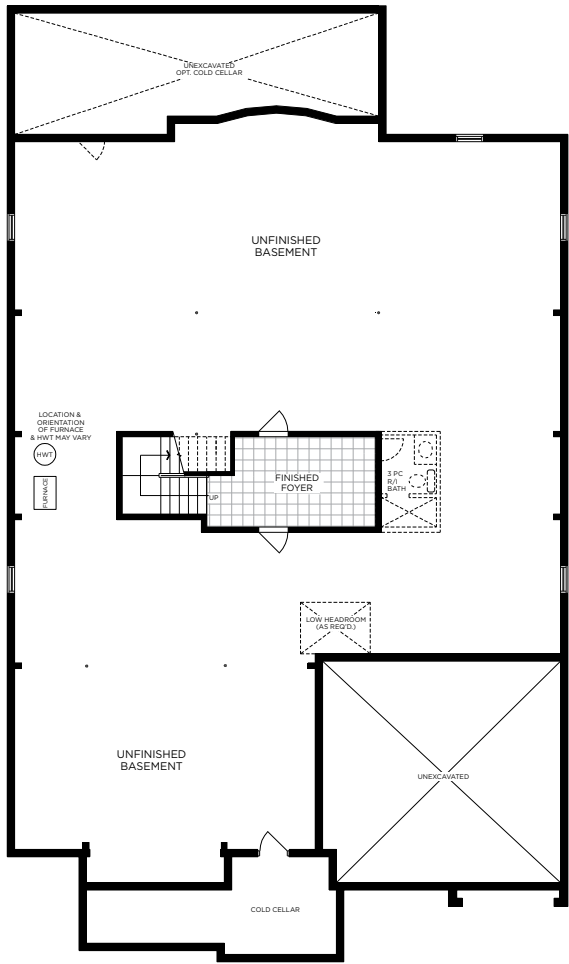 UNEXCAVATED
OPT. COLD CELLAR
UNFINISHED
BASEMENT
LOCATION &
ORIENTATION
OF FURNACE
& HWT MAY VARY
HWT
FURNACE
UP
FINISHED
FOYER
3 PC
R/I
BATH
LOW HEADROOM
(AS REQ'D.)
UNFINISHED
BASEMENT
UNEXCAVATED
COLD CELLAR